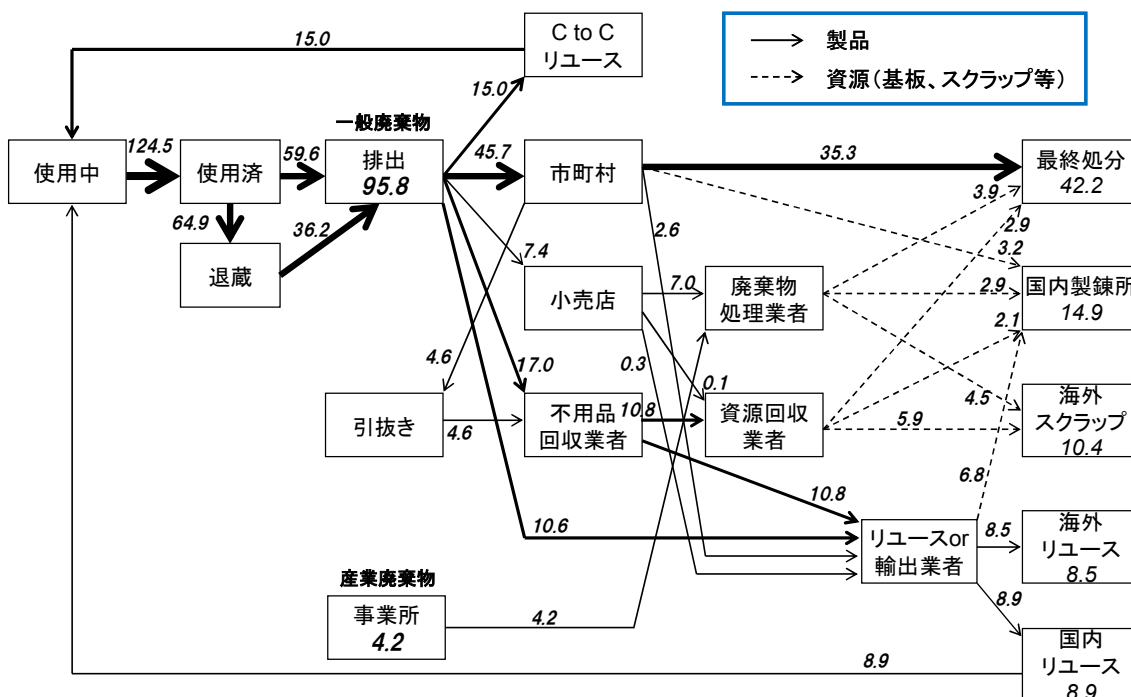 15.0
C to C
リユース
製品
資源(基板、スクラップ等)
15.0
一般廃棄物
使用中
124.5
使用済
59.6
排出
95.8
45.7
市町村
35.3
最終処分
42.2
3.9
64.9
36.2
2.9
2.6
退蔵
7.4
3.2
小売店
7.0
廃棄物
処理業者
2.9
国内製錬所
14.9
2.1
4.6
17.0
0.3
0.1
4.5
引抜き
4.6
不用品
回収業者
10.8
資源回収
業者
5.9
海外
スクラップ
10.4
6.8
10.8
10.6
リユースor
輸出業者
8.5
海外
リユース
8.5
産業廃棄物
事業所
4.2
4.2
8.9
国内
リユース
8.9
8.9